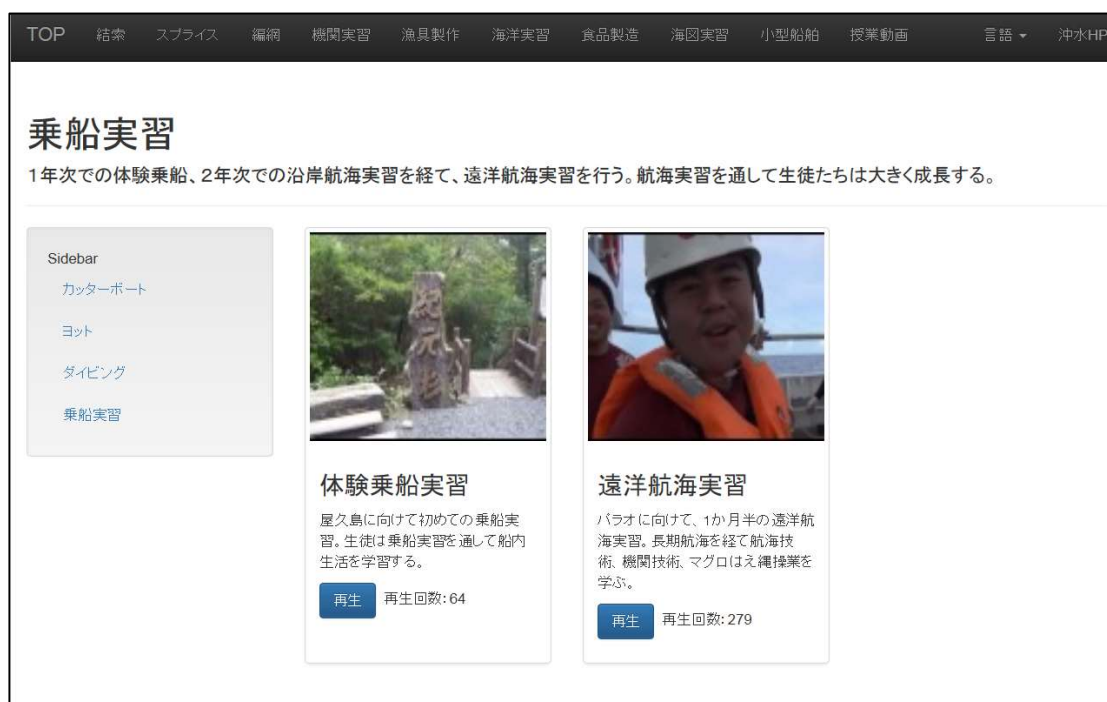 TOP 結索 スプライス 編網 機関実習 漁具製作 海洋実習 食品製造 海図実習 小型船舶 授業動画 言語 沖水HP
乗船実習
1年次での体験乗船、2年次での沿岸航海実習を経て、遠洋航海実習を行う。航海実習を通して生徒たちは大きく成長する。
Sidebar
カッターボート
ヨット
ダイビング
乗船実習
紀元杉
体験乗船実習
屋久島に向けて初めての乗船実
習。生徒は乗船実習を通して船内
生活を学習する。
再生 再生回数:64
遠洋航海実習
パラオに向けて、1か月半の遠洋航
海実習。長期航海を経て航海技
術、機関技術、マグロはえ縄操業を
学ぶ。
再生 再生回数:279